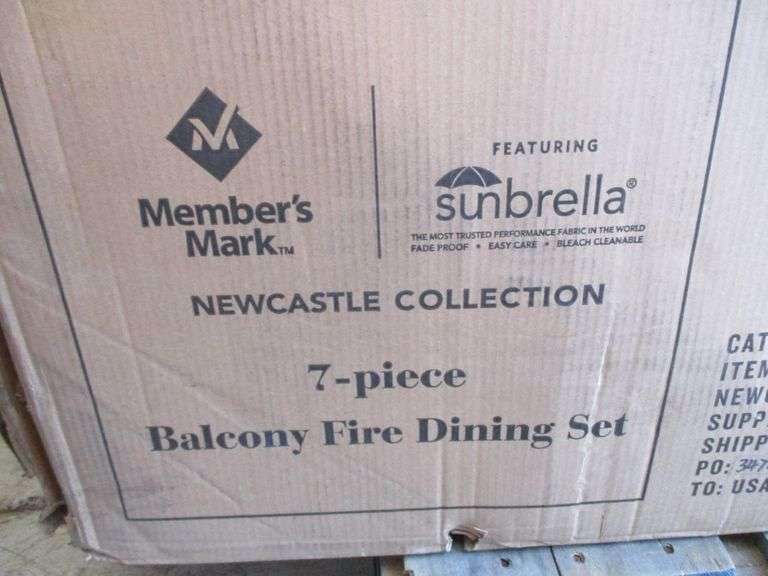 Member's
Mark™
FEATURING
sunbrella®
THE MOST TRUSTED PERFORMANCE FABRIC IN THE WORLD
FADE PROOF • EASY CARE • BLEACH CLEANABLE
NEWCASTLE COLLECTION
7-piece
Balcony Fire Dining Set
CAT
ITEM
NEW
SUPP
SHIPP
PO: 347
TO: USA